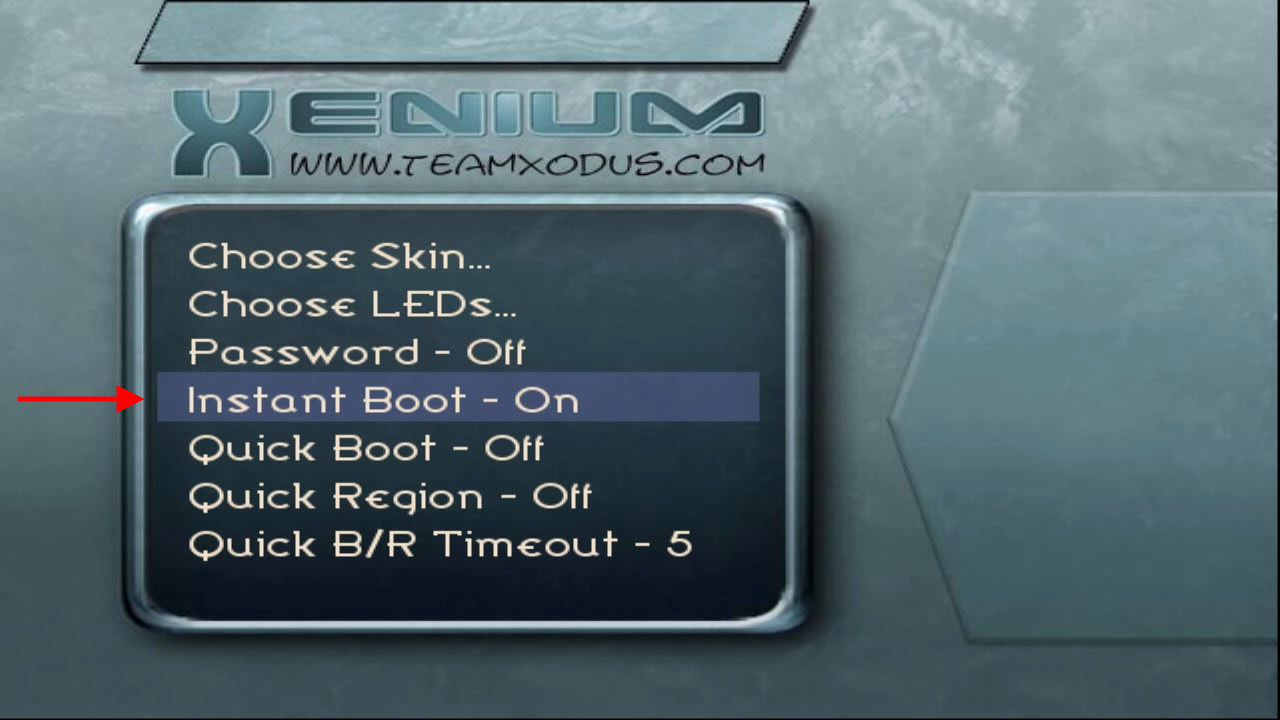 XENIUM
WWW.TEAMXODUS.COM
Choose Skin...
Choose LEDs...
Password - Off
Instant Boot - On
Quick Boot - Off
Quick Region - Off
Quick B/R Timeout - 5